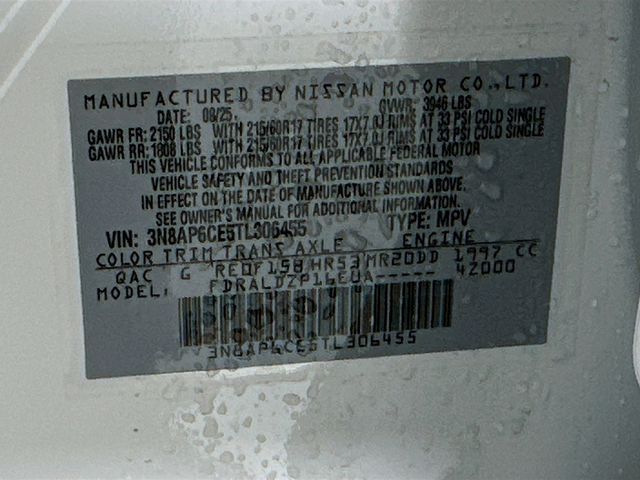 MANUFACTURED BY NISSAN MOTOR CO.,LTD.
DATE: 08/25 GVWR: 3946 LBS
GAWR FR: 2150 LBS WITH 215/60R17 TIRES 17X7.0J RIMS AT 33 PSI COLD SINGLE
GAWR RR: 1808 LBS WITH 215/60R17 TIRES 17X7.0J RIMS AT 33 PSI COLD SINGLE
THIS VEHICLE CONFORMS TO ALL APPLICABLE FEDERAL MOTOR
VEHICLE SAFETY AND THEFT PREVENTION STANDARDS
IN EFFECT ON THE DATE OF MANUFACTURE SHOWN ABOVE.
SEE OWNER'S MANUAL FOR ADDITIONAL INFORMATION
VIN: 3N8AP6CE5TL306455 TYPE: MPV
COLOR TRIM TRANS AXLE ENGINE
QAC G RE0F15B HR53 MR20DD 1997 CC
MODEL: FDRALDZP16EUA----- 4Z000
3N8AP6CE5TL306455